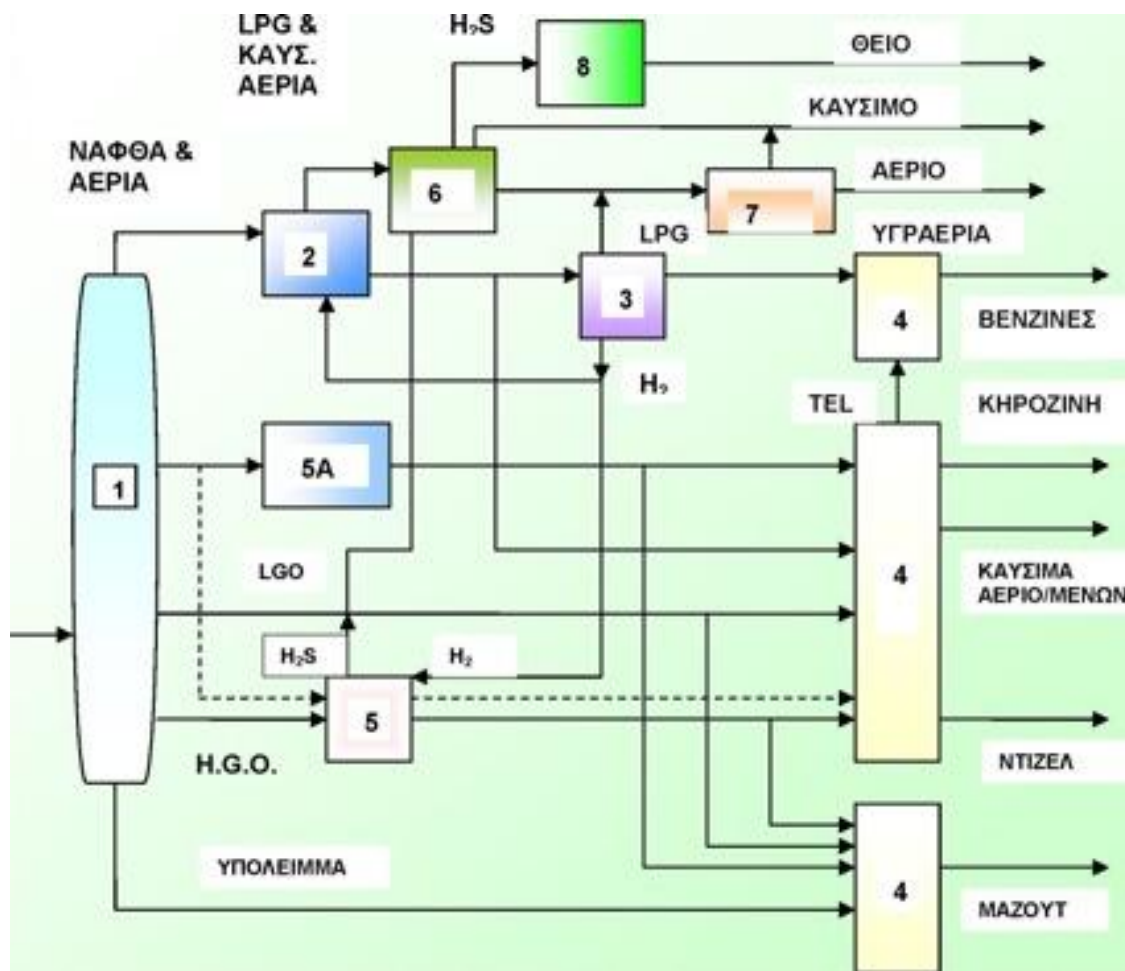 LPG &
ΚΑΥΣ.
ΑΕΡΙΑ
H₂S
8
ΘΕΙΟ
ΚΑΥΣΙΜΟ
ΝΑΦΘΑ &
ΑΕΡΙΑ
6
7
ΑΕΡΙΟ
2
LPG
ΥΓΡΑΕΡΙΑ
3
4
ΒΕΝΖΙΝΕΣ
H₂
TEL
ΚΗΡΟΖΙΝΗ
1
5A
LGO
4
ΚΑΥΣΙΜΑ
ΑΕΡΙΟ/ΜΕΝΩΝ
H₂S
H₂
5
H.G.O.
ΝΤΙΖΕΛ
ΥΠΟΛΕΙΜΜΑ
4
ΜΑΖΟΥΤ